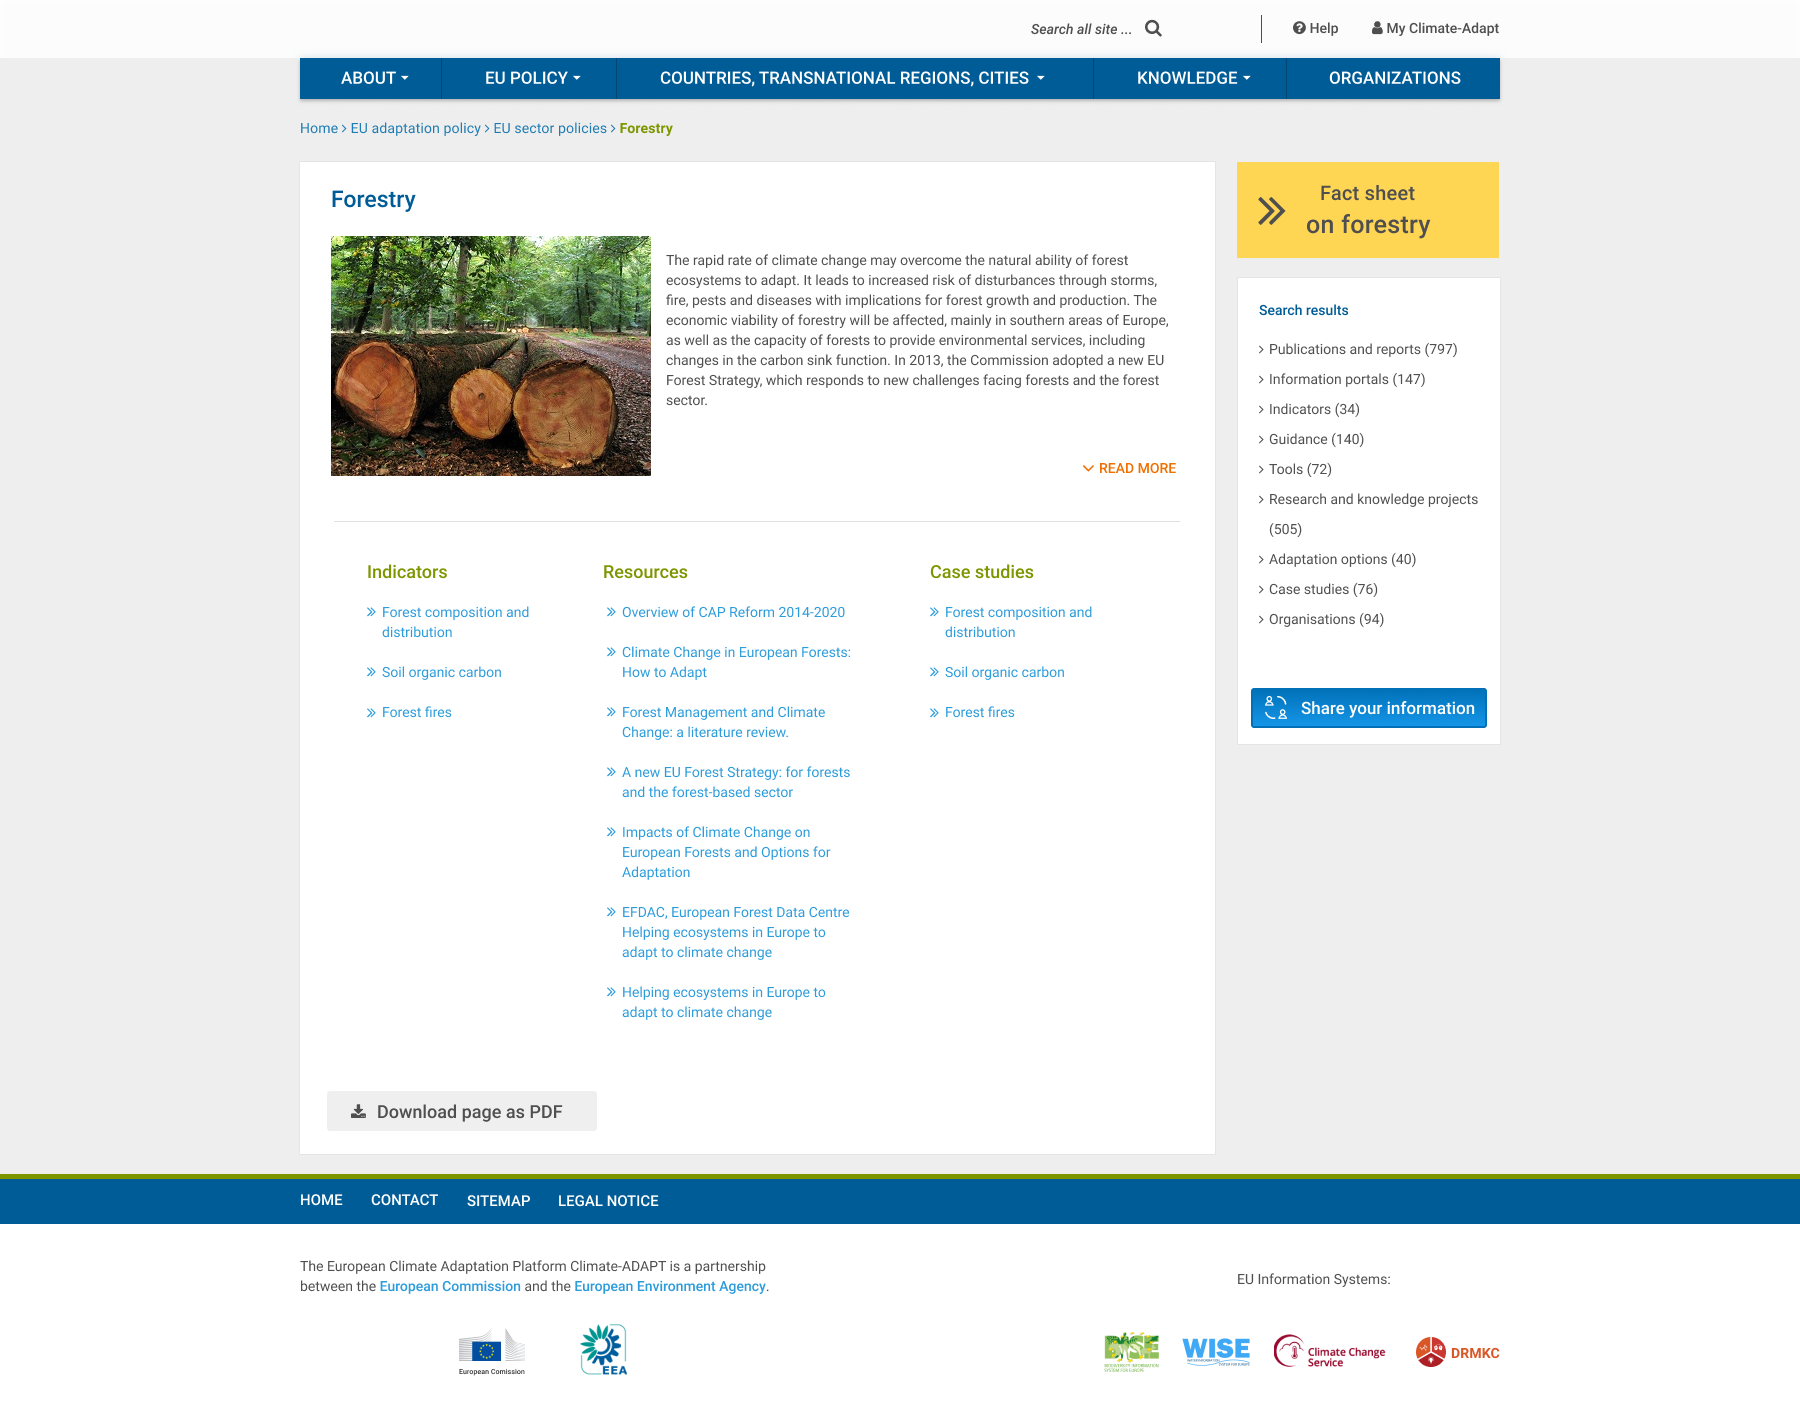 Search all site ...
Help
My Climate-Adapt
ABOUT
EU POLICY
COUNTRIES, TRANSNATIONAL REGIONS, CITIES
KNOWLEDGE
ORGANIZATIONS
Home > EU adaptation policy > EU sector policies > Forestry
Forestry
The rapid rate of climate change may overcome the natural ability of forest
ecosystems to adapt. It leads to increased risk of disturbances through storms,
fire, pests and diseases with implications for forest growth and production. The
economic viability of forestry will be affected, mainly in southern areas of Europe,
as well as the capacity of forests to provide environmental services, including
changes in the carbon sink function. In 2013, the Commission adopted a new EU
Forest Strategy, which responds to new challenges facing forests and the forest
sector.
READ MORE
Indicators
Forest composition and
distribution
Soil organic carbon
Forest fires
Resources
Overview of CAP Reform 2014-2020
Climate Change in European Forests:
How to Adapt
Forest Management and Climate
Change: a literature review.
A new EU Forest Strategy: for forests
and the forest-based sector
Impacts of Climate Change on
European Forests and Options for
Adaptation
EFDAC, European Forest Data Centre
Helping ecosystems in Europe to
adapt to climate change
Helping ecosystems in Europe to
adapt to climate change
Case studies
Forest composition and
distribution
Soil organic carbon
Forest fires
Download page as PDF
Fact sheet
on forestry
Search results
Publications and reports (797)
Information portals (147)
Indicators (34)
Guidance (140)
Tools (72)
Research and knowledge projects
(505)
Adaptation options (40)
Case studies (76)
Organisations (94)
Share your information
HOME
CONTACT
SITEMAP
LEGAL NOTICE
The European Climate Adaptation Platform Climate-ADAPT is a partnership
between the European Commission and the European Environment Agency.
EU Information Systems:
European Comission
EEA
BISE
BIODIVERSITY INFORMATION
SYSTEM FOR EUROPE
WISE
Climate Change
Service
DRMKC